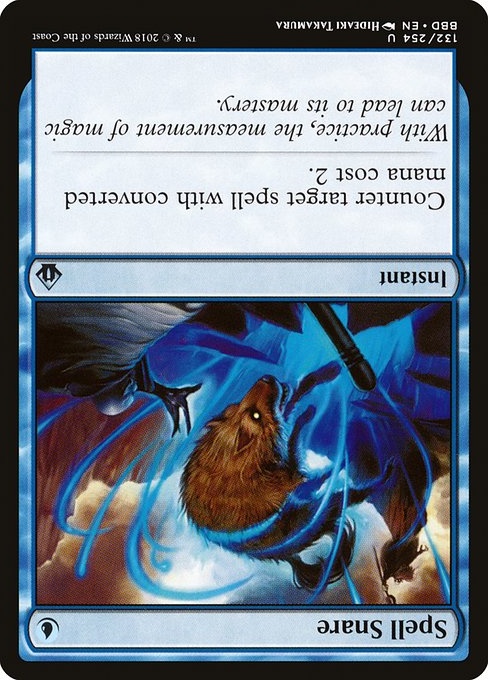 Spell Snare
Instant
Counter target spell with converted
mana cost 2.
With practice, the measurement of magic
can lead to its mastery.
132/254 U
BBD • EN HIDEAKI TAKAMURA
™ & © 2018 Wizards of the Coast